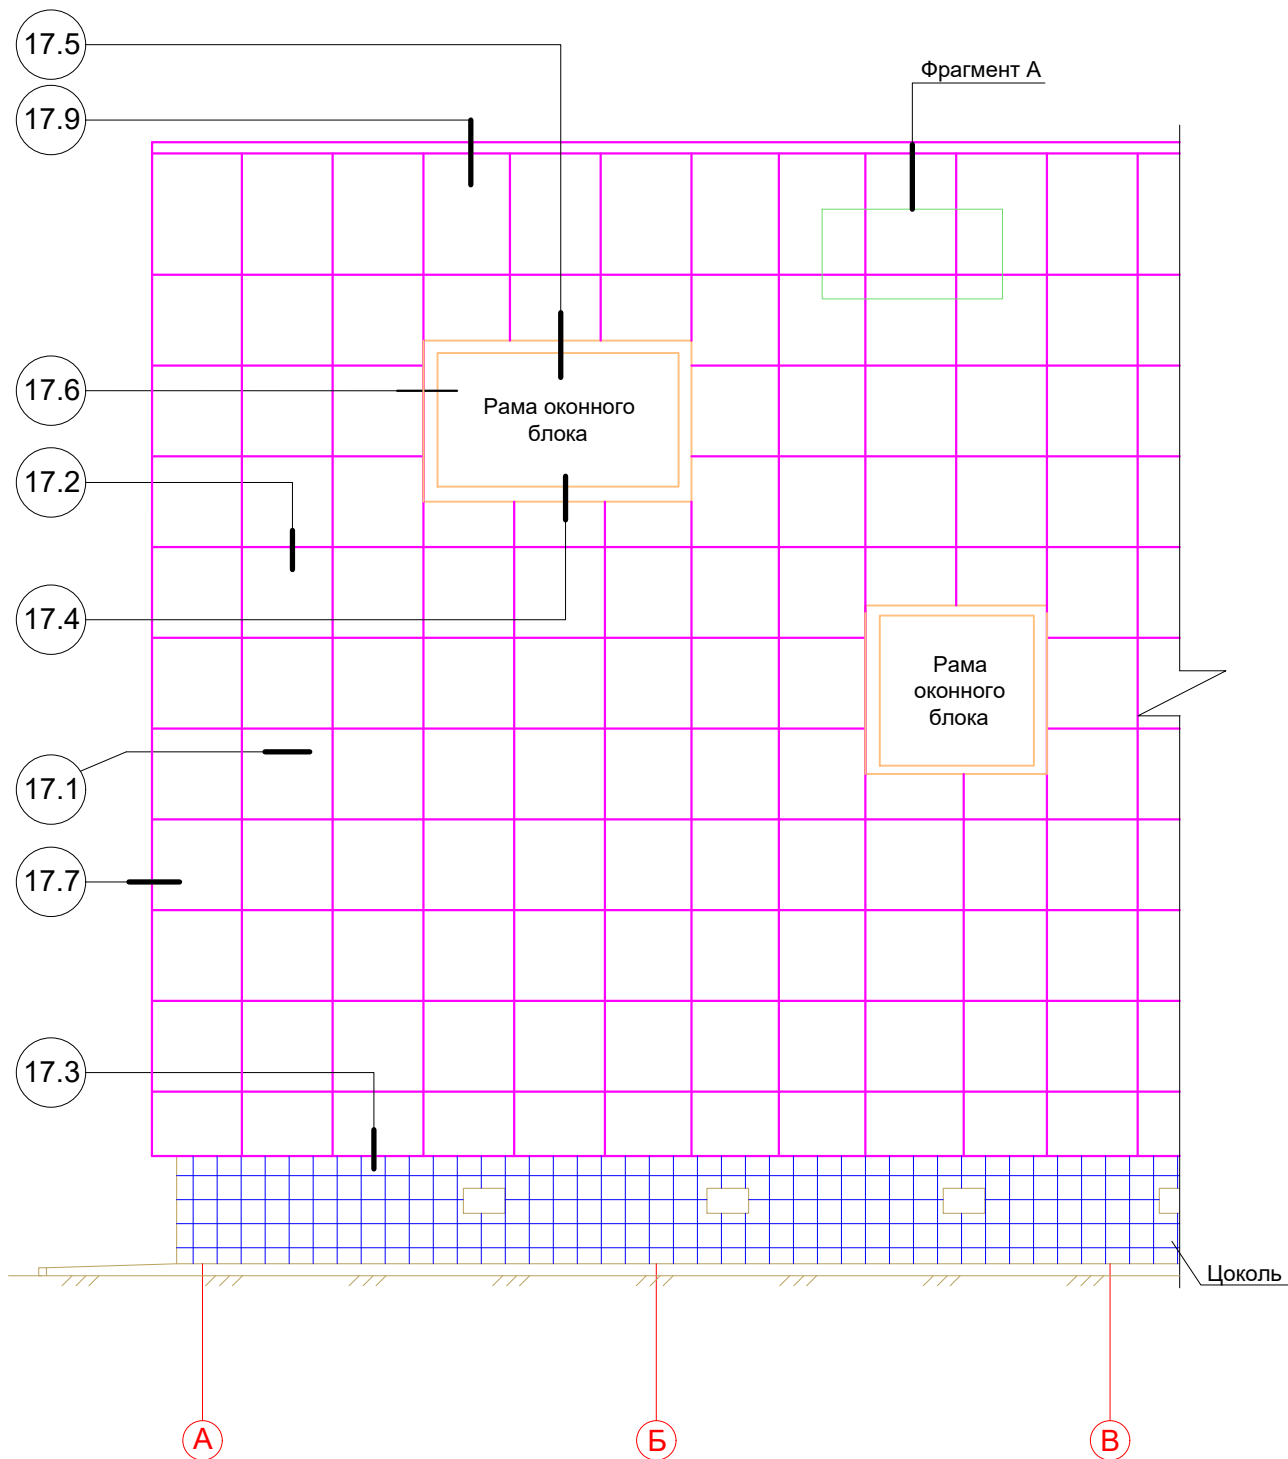 17.5
Фрагмент А
17.9
17.6
Рама оконного
блока
17.2
17.4
Рама
оконного
блока
17.1
17.7
17.3
Цоколь
А
Б
В